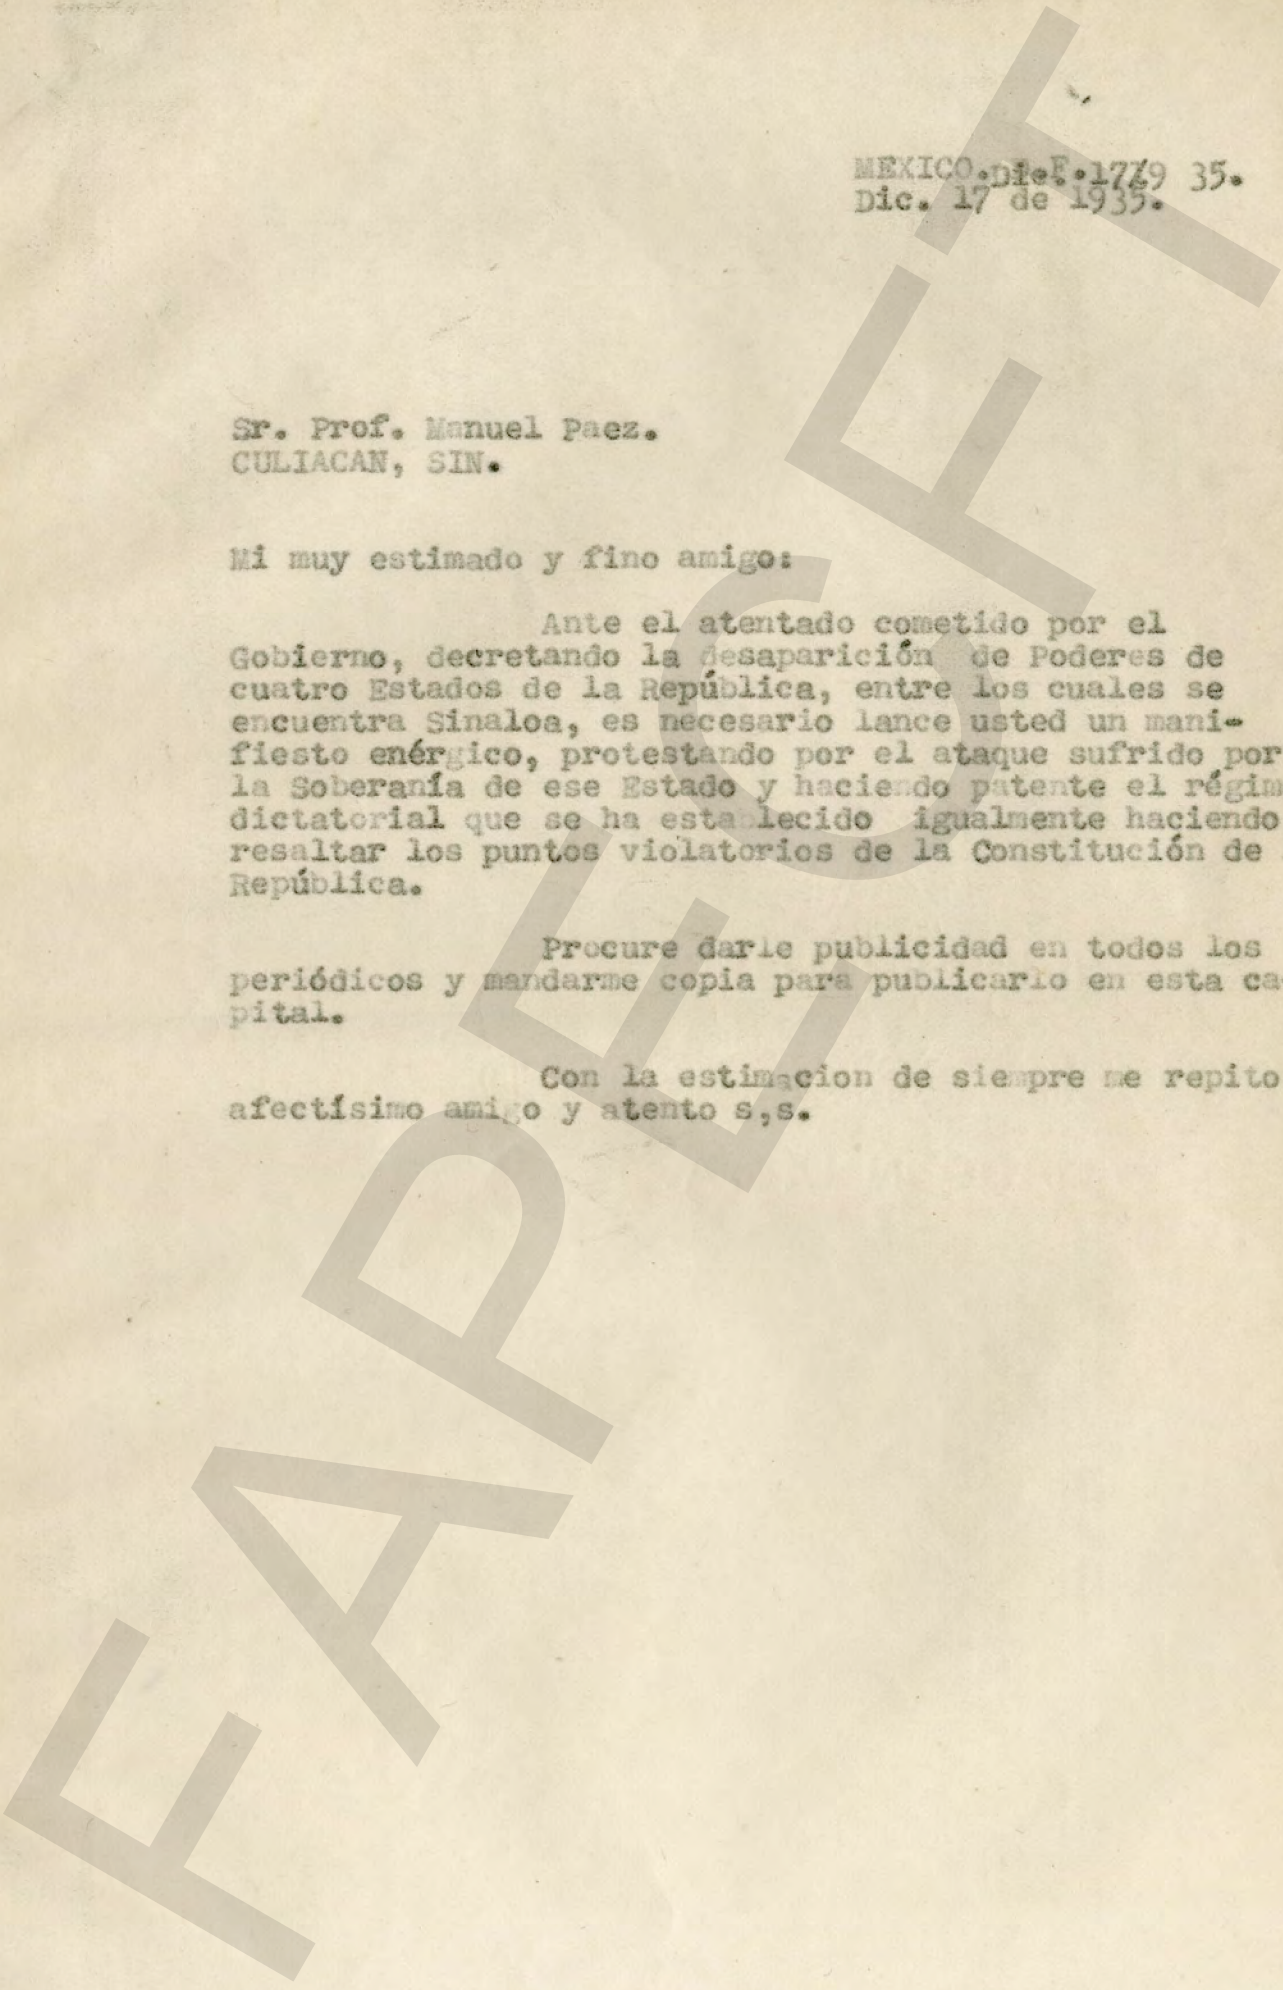 MEXICO.D.F.
Dic. 17 de 1935.
Sr. Prof. Manuel Paez.
CULIACAN, SIN.
Mi muy estimado y fino amigo:
Ante el atentado cometido por el
Gobierno, decretando la desaparición de Poderes de
cuatro Estados de la República, entre los cuales se
encuentra Sinaloa, es necesario lance usted un mani-
fiesto enérgico, protestando por el ataque sufrido por
la Soberanía de ese Estado y haciendo patente el régim
dictatorial que se ha establecido igualmente haciendo
resaltar los puntos violatorios de la Constitución de
República.
Procure darle publicidad en todos los
periódicos y mandarme copia para publicarlo en esta ca-
pital.
Con la estimacion de siempre me repito
afectísimo amigo y atento s,s.
FAPECFT